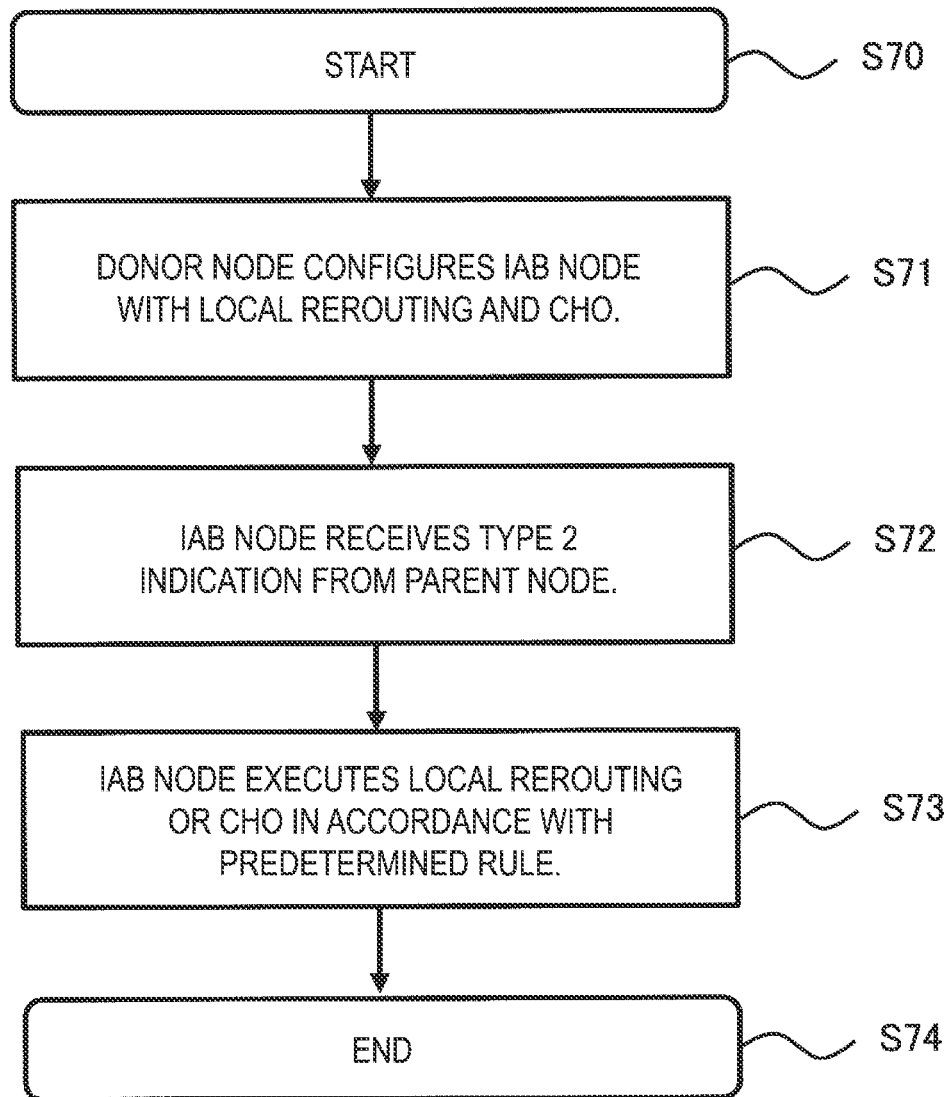 START
S70
DONOR NODE CONFIGURES IAB NODE
WITH LOCAL REROUTING AND CHO.
S71
IAB NODE RECEIVES TYPE 2
INDICATION FROM PARENT NODE.
S72
IAB NODE EXECUTES LOCAL REROUTING
OR CHO IN ACCORDANCE WITH
PREDETERMINED RULE.
S73
END
S74